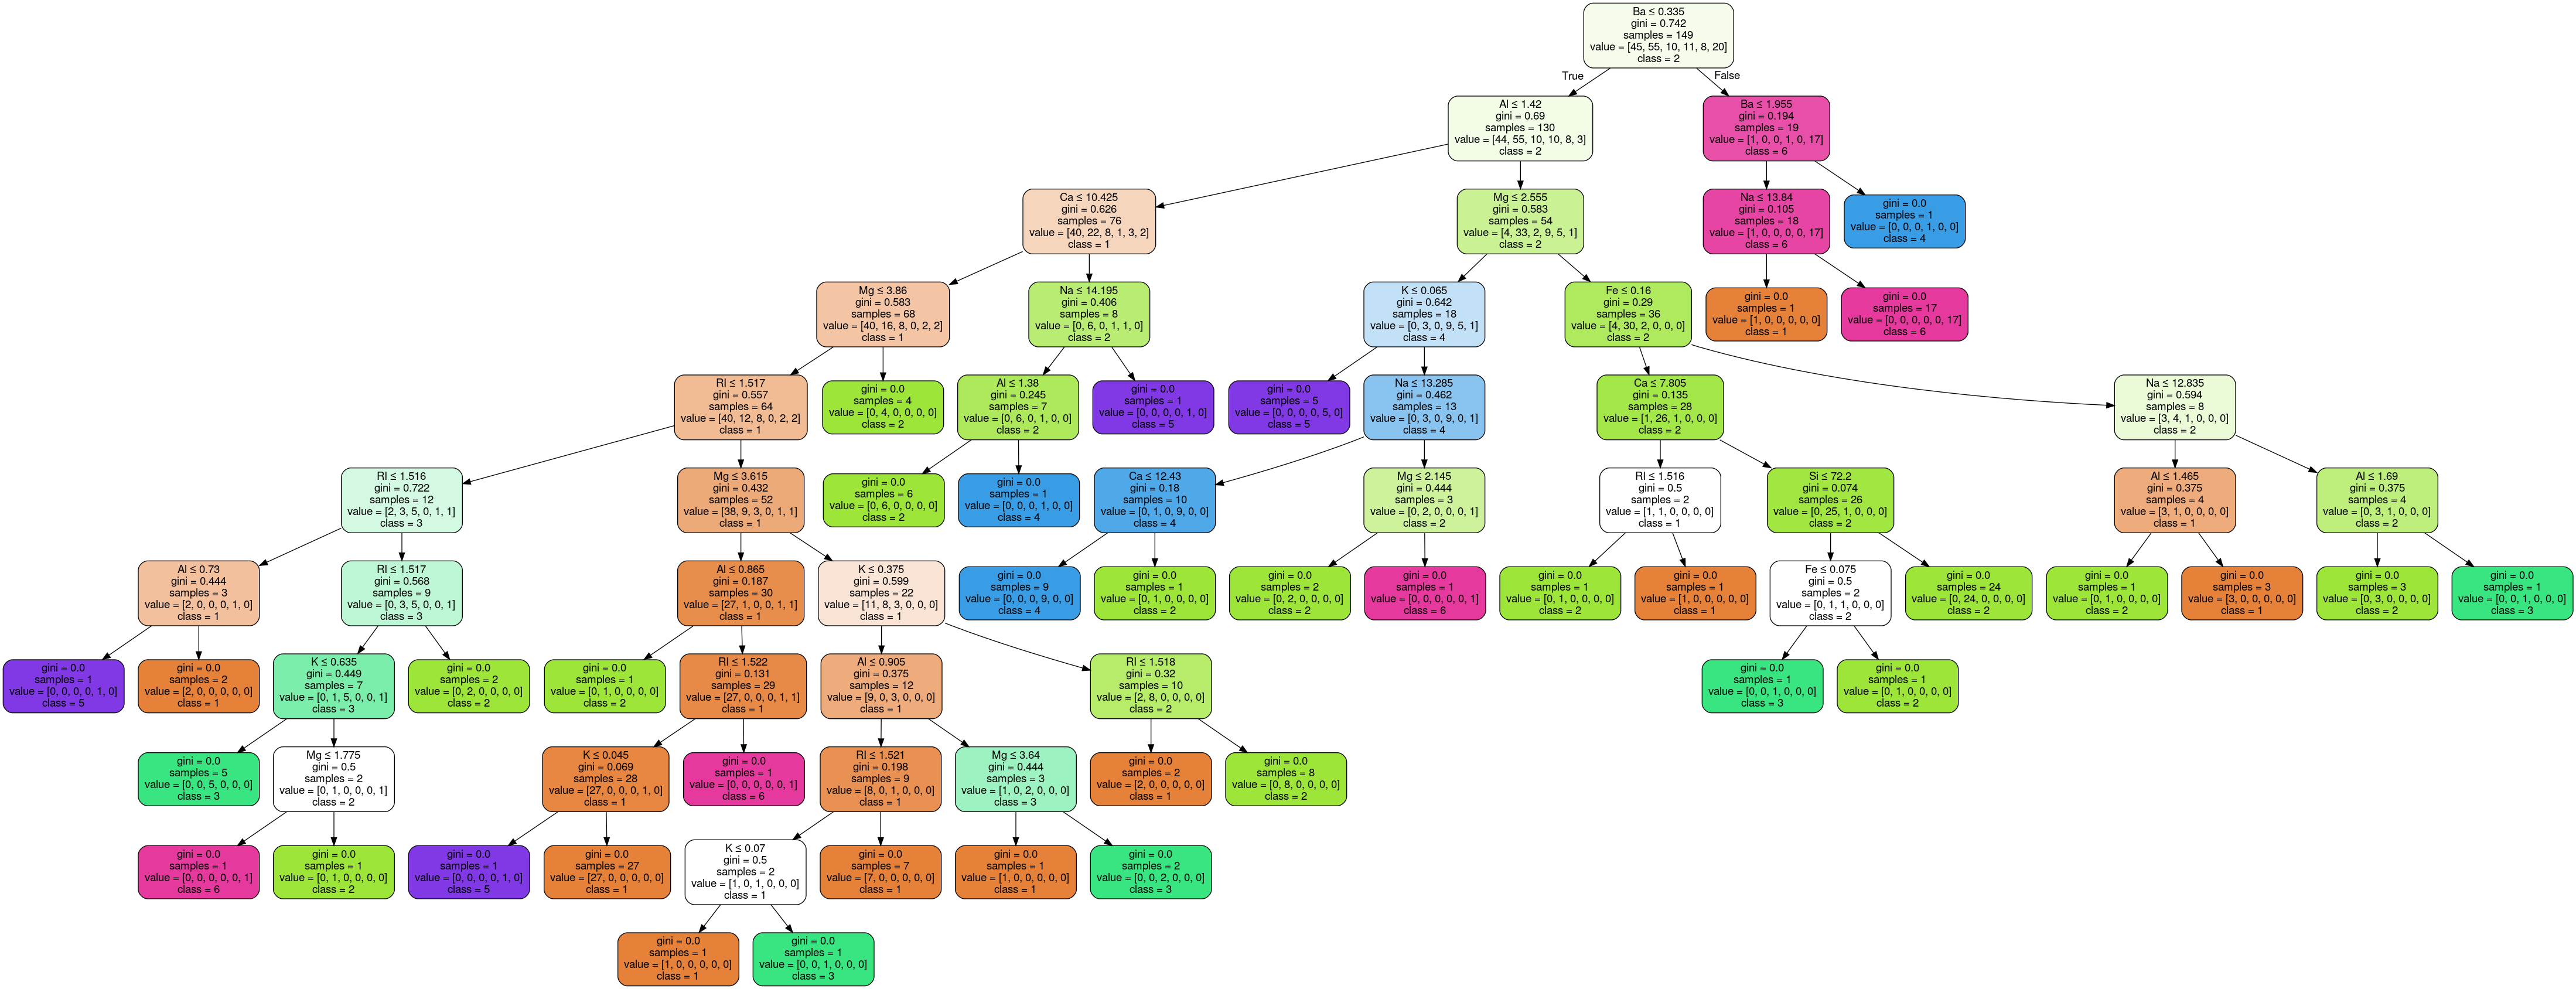 Ba ≤ 0.335
gini = 0.742
samples = 149
value = [45, 55, 10, 11, 8, 20]
class = 2
True
False
Al ≤ 1.42
gini = 0.69
samples = 130
value = [44, 55, 10, 10, 8, 3]
class = 2
Ba ≤ 1.955
gini = 0.194
samples = 19
value = [1, 0, 0, 1, 0, 17]
class = 6
Ca ≤ 10.425
gini = 0.626
samples = 76
value = [40, 22, 8, 1, 3, 2]
class = 1
Mg ≤ 2.555
gini = 0.583
samples = 54
value = [4, 33, 2, 9, 5, 1]
class = 2
Na ≤ 13.84
gini = 0.105
samples = 18
value = [1, 0, 0, 0, 0, 17]
class = 6
gini = 0.0
samples = 1
value = [0, 0, 0, 1, 0, 0]
class = 4
Mg ≤ 3.86
gini = 0.583
samples = 68
value = [40, 16, 8, 0, 2, 2]
class = 1
Na ≤ 14.195
gini = 0.406
samples = 8
value = [0, 6, 0, 1, 1, 0]
class = 2
K ≤ 0.065
gini = 0.642
samples = 18
value = [0, 3, 0, 9, 5, 1]
class = 4
Fe ≤ 0.16
gini = 0.29
samples = 36
value = [4, 30, 2, 0, 0, 0]
class = 2
gini = 0.0
samples = 1
value = [1, 0, 0, 0, 0, 0]
class = 1
gini = 0.0
samples = 17
value = [0, 0, 0, 0, 0, 17]
class = 6
RI ≤ 1.517
gini = 0.557
samples = 64
value = [40, 12, 8, 0, 2, 2]
class = 1
gini = 0.0
samples = 4
value = [0, 4, 0, 0, 0, 0]
class = 2
Al ≤ 1.38
gini = 0.245
samples = 7
value = [0, 6, 0, 1, 0, 0]
class = 2
gini = 0.0
samples = 1
value = [0, 0, 0, 0, 1, 0]
class = 5
gini = 0.0
samples = 5
value = [0, 0, 0, 0, 5, 0]
class = 5
Na ≤ 13.285
gini = 0.462
samples = 13
value = [0, 3, 0, 9, 0, 1]
class = 4
Ca ≤ 7.805
gini = 0.135
samples = 28
value = [1, 26, 1, 0, 0, 0]
class = 2
Na ≤ 12.835
gini = 0.594
samples = 8
value = [3, 4, 1, 0, 0, 0]
class = 2
RI ≤ 1.516
gini = 0.722
samples = 12
value = [2, 3, 5, 0, 1, 1]
class = 3
Mg ≤ 3.615
gini = 0.432
samples = 52
value = [38, 9, 3, 0, 1, 1]
class = 1
gini = 0.0
samples = 6
value = [0, 6, 0, 0, 0, 0]
class = 2
gini = 0.0
samples = 1
value = [0, 0, 0, 1, 0, 0]
class = 4
Ca ≤ 12.43
gini = 0.18
samples = 10
value = [0, 1, 0, 9, 0, 0]
class = 4
Mg ≤ 2.145
gini = 0.444
samples = 3
value = [0, 2, 0, 0, 0, 1]
class = 2
RI ≤ 1.516
gini = 0.5
samples = 2
value = [1, 1, 0, 0, 0, 0]
class = 1
Si ≤ 72.2
gini = 0.074
samples = 26
value = [0, 25, 1, 0, 0, 0]
class = 2
Al ≤ 1.465
gini = 0.375
samples = 4
value = [3, 1, 0, 0, 0, 0]
class = 1
Al ≤ 1.69
gini = 0.375
samples = 4
value = [0, 3, 1, 0, 0, 0]
class = 2
Al ≤ 0.73
gini = 0.444
samples = 3
value = [2, 0, 0, 0, 1, 0]
class = 1
RI ≤ 1.517
gini = 0.568
samples = 9
value = [0, 3, 5, 0, 0, 1]
class = 3
Al ≤ 0.865
gini = 0.187
samples = 30
value = [27, 1, 0, 0, 1, 1]
class = 1
K ≤ 0.375
gini = 0.599
samples = 22
value = [11, 8, 3, 0, 0, 0]
class = 1
gini = 0.0
samples = 9
value = [0, 0, 0, 9, 0, 0]
class = 4
gini = 0.0
samples = 1
value = [0, 1, 0, 0, 0, 0]
class = 2
gini = 0.0
samples = 2
value = [0, 2, 0, 0, 0, 0]
class = 2
gini = 0.0
samples = 1
value = [0, 0, 0, 0, 0, 1]
class = 6
gini = 0.0
samples = 1
value = [0, 1, 0, 0, 0, 0]
class = 2
gini = 0.0
samples = 1
value = [1, 0, 0, 0, 0, 0]
class = 1
Fe ≤ 0.075
gini = 0.5
samples = 2
value = [0, 1, 1, 0, 0, 0]
class = 2
gini = 0.0
samples = 24
value = [0, 24, 0, 0, 0, 0]
class = 2
gini = 0.0
samples = 1
value = [0, 1, 0, 0, 0, 0]
class = 2
gini = 0.0
samples = 3
value = [3, 0, 0, 0, 0, 0]
class = 1
gini = 0.0
samples = 3
value = [0, 3, 0, 0, 0, 0]
class = 2
gini = 0.0
samples = 1
value = [0, 0, 1, 0, 0, 0]
class = 3
gini = 0.0
samples = 1
value = [0, 0, 0, 0, 1, 0]
class = 5
gini = 0.0
samples = 2
value = [2, 0, 0, 0, 0, 0]
class = 1
K ≤ 0.635
gini = 0.449
samples = 7
value = [0, 1, 5, 0, 0, 1]
class = 3
gini = 0.0
samples = 2
value = [0, 2, 0, 0, 0, 0]
class = 2
gini = 0.0
samples = 1
value = [0, 1, 0, 0, 0, 0]
class = 2
RI ≤ 1.522
gini = 0.131
samples = 29
value = [27, 0, 0, 0, 1, 1]
class = 1
Al ≤ 0.905
gini = 0.375
samples = 12
value = [9, 0, 3, 0, 0, 0]
class = 1
RI ≤ 1.518
gini = 0.32
samples = 10
value = [2, 8, 0, 0, 0, 0]
class = 2
gini = 0.0
samples = 1
value = [0, 0, 1, 0, 0, 0]
class = 3
gini = 0.0
samples = 1
value = [0, 1, 0, 0, 0, 0]
class = 2
gini = 0.0
samples = 5
value = [0, 0, 5, 0, 0, 0]
class = 3
Mg ≤ 1.775
gini = 0.5
samples = 2
value = [0, 1, 0, 0, 0, 1]
class = 2
K ≤ 0.045
gini = 0.069
samples = 28
value = [27, 0, 0, 0, 1, 0]
class = 1
gini = 0.0
samples = 1
value = [0, 0, 0, 0, 0, 1]
class = 6
RI ≤ 1.521
gini = 0.198
samples = 9
value = [8, 0, 1, 0, 0, 0]
class = 1
Mg ≤ 3.64
gini = 0.444
samples = 3
value = [1, 0, 2, 0, 0, 0]
class = 3
gini = 0.0
samples = 2
value = [2, 0, 0, 0, 0, 0]
class = 1
gini = 0.0
samples = 8
value = [0, 8, 0, 0, 0, 0]
class = 2
gini = 0.0
samples = 1
value = [0, 0, 0, 0, 0, 1]
class = 6
gini = 0.0
samples = 1
value = [0, 1, 0, 0, 0, 0]
class = 2
gini = 0.0
samples = 1
value = [0, 0, 0, 0, 1, 0]
class = 5
gini = 0.0
samples = 27
value = [27, 0, 0, 0, 0, 0]
class = 1
K ≤ 0.07
gini = 0.5
samples = 2
value = [1, 0, 1, 0, 0, 0]
class = 1
gini = 0.0
samples = 7
value = [7, 0, 0, 0, 0, 0]
class = 1
gini = 0.0
samples = 1
value = [1, 0, 0, 0, 0, 0]
class = 1
gini = 0.0
samples = 2
value = [0, 0, 2, 0, 0, 0]
class = 3
gini = 0.0
samples = 1
value = [1, 0, 0, 0, 0, 0]
class = 1
gini = 0.0
samples = 1
value = [0, 0, 1, 0, 0, 0]
class = 3